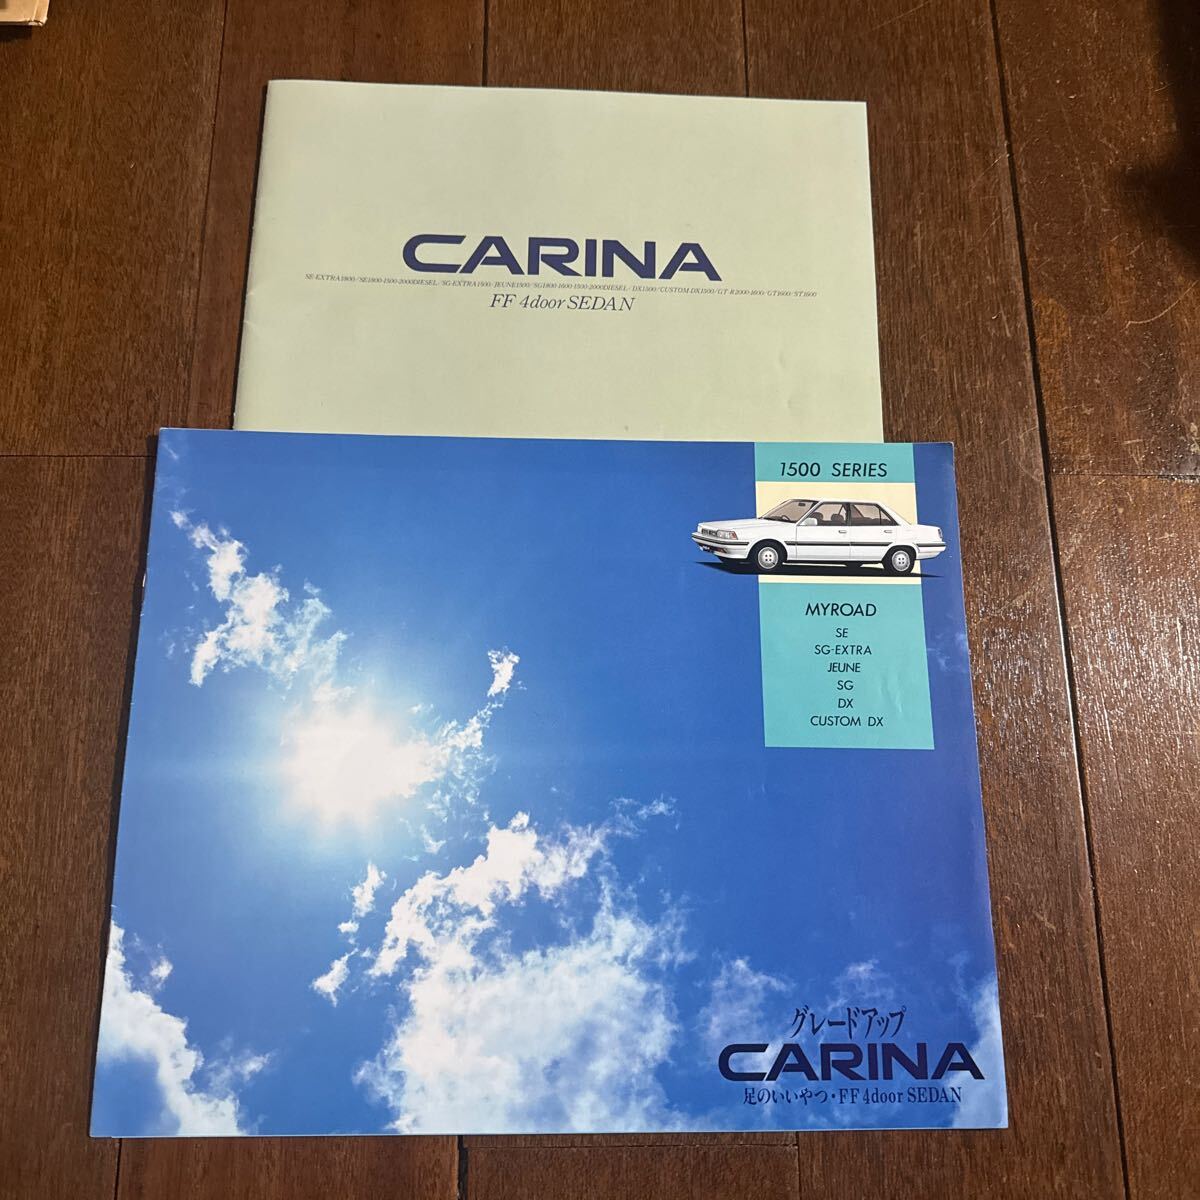 CARINA
SE-EXTRA1800/SE1800·1500·2000DIESEL/SG-EXTRA1500/JEUNE1500/SG1800·1600·1500·2000DIESEL/DX1500/CUSTOM-DX1500/GT-R2000·1600/GT1600/ST1600
FF 4door SEDAN
1500 SERIES
MYROAD
SE
SG-EXTRA
JEUNE
SG
DX
CUSTOM DX
グレードアップ
CARINA
足のいいやつ・FF 4door SEDAN